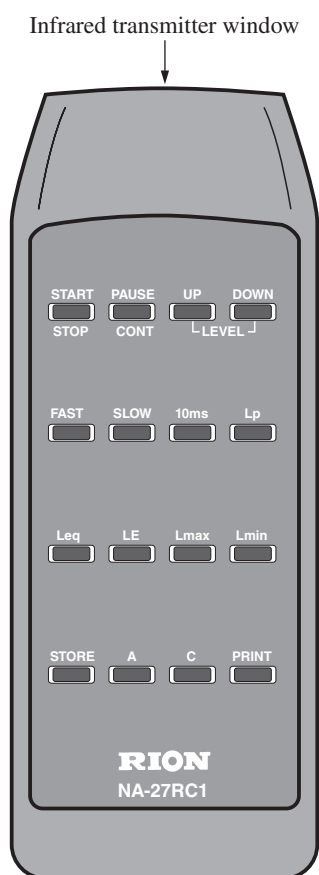 Infrared transmitter window
START PAUSE UP DOWN
STOP CONT LEVEL
FAST SLOW 10ms Lp
Leq LE Lmax Lmin
STORE A C PRINT
RION
NA-27RC1